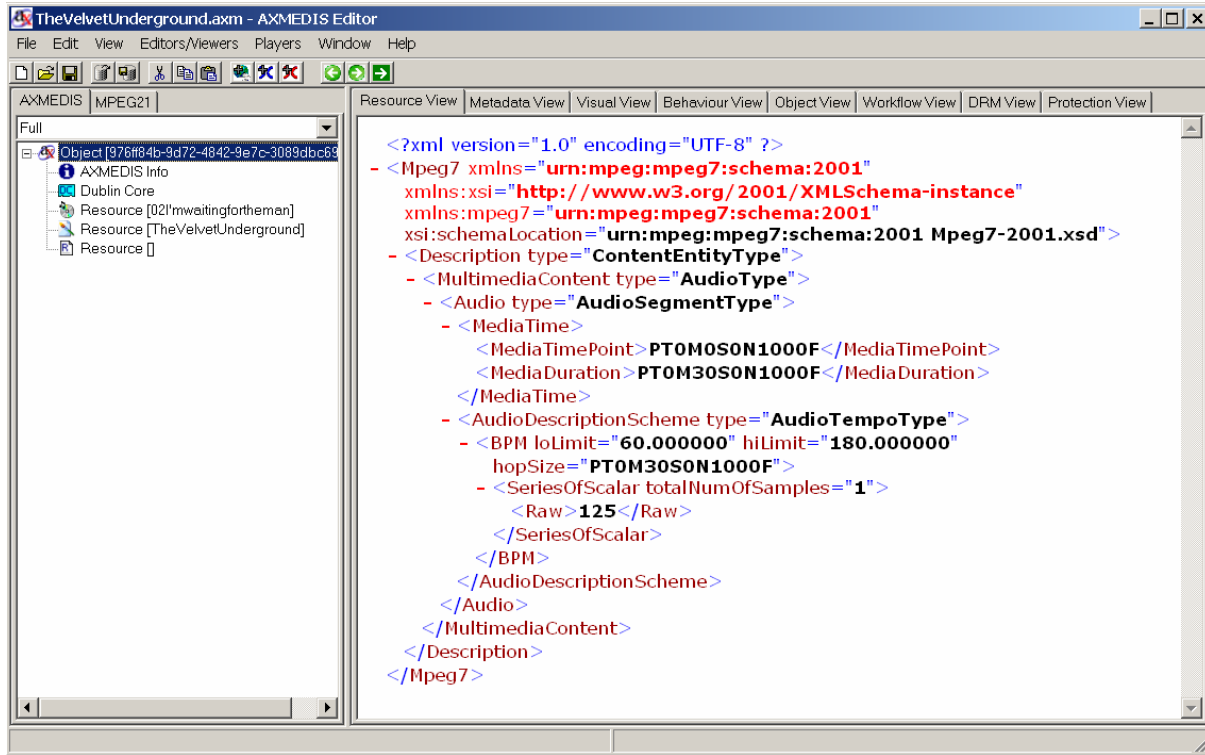 TheVelvetUnderground.axm - AXMEDIS Editor
File Edit View Editors/Viewers Players Window Help
AXMEDIS MPEG21
Full
Object [976ff84b-9d72-4842-9e7c-3089dbc69
AXMEDIS Info
Dublin Core
Resource [02I'mwaitingfortheman]
Resource [TheVelvetUnderground]
Resource []
Resource View Metadata View Visual View Behaviour View Object View Workflow View DRM View Protection View
<?xml version="1.0" encoding="UTF-8" ?>
- <Mpeg7 xmlns="urn:mpeg:mpeg7:schema:2001"
xmlns:xsi="http://www.w3.org/2001/XMLSchema-instance"
xmlns:mpeg7="urn:mpeg:mpeg7:schema:2001"
xsi:schemaLocation="urn:mpeg:mpeg7:schema:2001 Mpeg7-2001.xsd">
- <Description type="ContentEntityType">
- <MultimediaContent type="AudioType">
- <Audio type="AudioSegmentType">
- <MediaTime>
<MediaTimePoint>PT0M0S0N1000F</MediaTimePoint>
<MediaDuration>PT0M30S0N1000F</MediaDuration>
</MediaTime>
- <AudioDescriptionScheme type="AudioTempoType">
- <BPM loLimit="60.000000" hiLimit="180.000000"
hopSize="PT0M30S0N1000F">
- <SeriesOfScalar totalNumOfSamples="1">
<Raw>125</Raw>
</SeriesOfScalar>
</BPM>
</AudioDescriptionScheme>
</Audio>
</MultimediaContent>
</Description>
</Mpeg7>